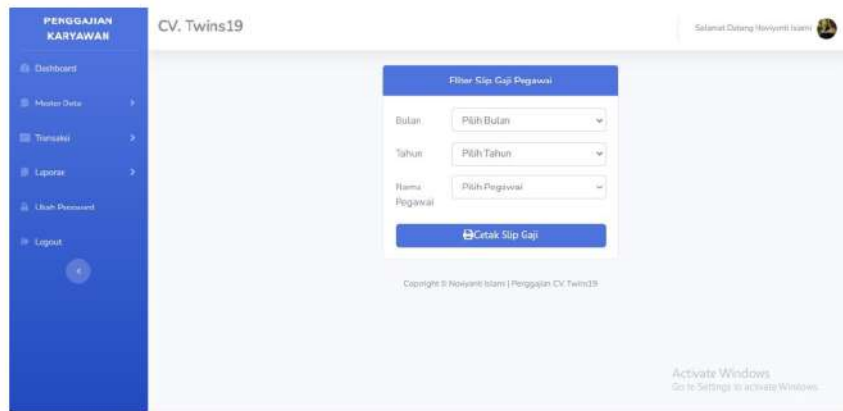 PENGGAJIAN
KARYAWAN
CV. Twins19
Selamat Datang Noviyanti Islami
Dashboard
Master Data
Transaksi
Laporan
Ubah Password
Logout
Filter Slip Gaji Pegawai
Bulan
Pilih Bulan
Tahun
Pilih Tahun
Nama
Pegawai
Pilih Pegawai
Cetak Slip Gaji
Copyright © Noviyanti Islami | Penggajian CV. Twins19
Activate Windows
Go to Settings to activate Windows.